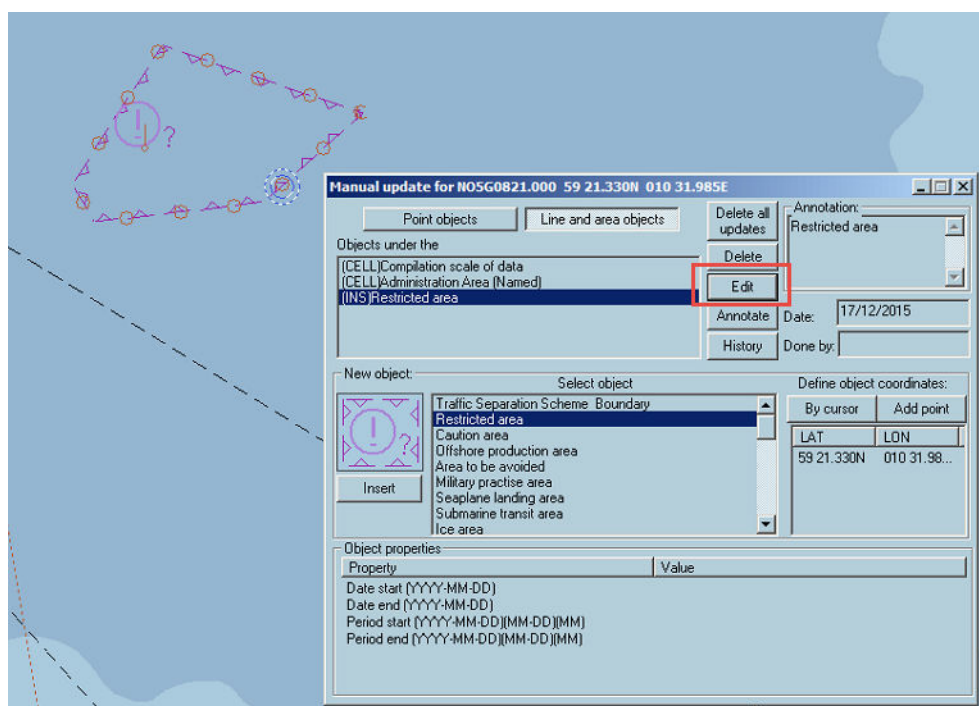 Manual update for NO5G0821.000 59 21.330N 010 31.985E
Point objects
Line and area objects
Delete all updates
Annotation:
Restricted area
Objects under the
(CELL)Compilation scale of data
(CELL)Administration Area (Named)
(INS)Restricted area
Delete
Edit
Annotate
History
Date: 17/12/2015
Done by:
New object:
Select object
Define object coordinates:
Traffic Separation Scheme Boundary
Restricted area
Caution area
Offshore production area
Area to be avoided
Military practise area
Seaplane landing area
Submarine transit area
Ice area
Insert
By cursor
Add point
LAT LON
59 21.330N 010 31.98...
Object properties
Property Value
Date start (YYYY-MM-DD)
Date end (YYYY-MM-DD)
Period start (YYYY-MM-DD)(MM-DD)(MM)
Period end (YYYY-MM-DD)(MM-DD)(MM)